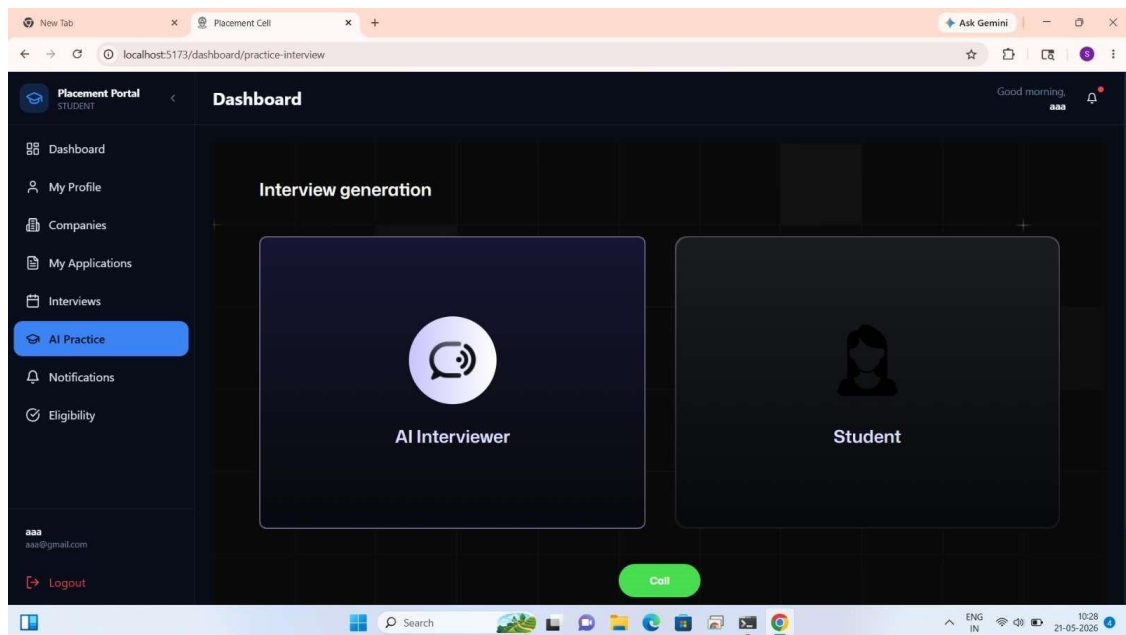 New Tab
Placement Cell
Ask Gemini
localhost:5173/dashboard/practice-interview
S
Placement Portal
STUDENT
Dashboard
Good morning,
aaa
Dashboard
My Profile
Companies
My Applications
Interviews
AI Practice
Notifications
Eligibility
Interview generation
AI Interviewer
Student
Call
aaa
aaa@gmail.com
Logout
Search
ENG
IN
10:28
21-05-2026
4